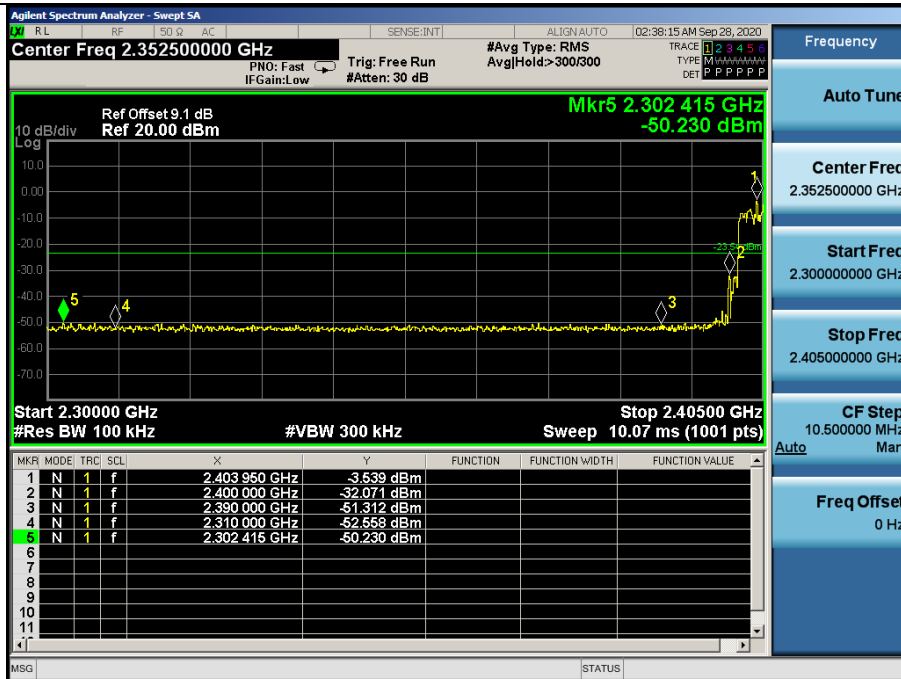 Agilent Spectrum Analyzer - Swept SA
LXI RL RF 50 Ω AC SENSE:INT ALIGN AUTO 02:38:15 AM Sep 28, 2020
Center Freq 2.352500000 GHz
PNO: Fast
IFGain:Low
Trig: Free Run
#Atten: 30 dB
#Avg Type: RMS
Avg|Hold:>300/300
TRACE 1 2 3 4 5 6
TYPE M
DET P P P P P P
Frequency
Auto Tune
Center Freq
2.352500000 GHz
Start Freq
2.300000000 GHz
Stop Freq
2.405000000 GHz
CF Step
10.500000 MHz
Auto Man
Freq Offset
0 Hz
Mkr5 2.302 415 GHz
-50.230 dBm
Ref Offset 9.1 dB
10 dB/div Ref 20.00 dBm
Log
10.0
0.00
-10.0
-20.0
-30.0
-40.0
-50.0
-60.0
-70.0
1
2
3
4
5
Start 2.30000 GHz Stop 2.40500 GHz
#Res BW 100 kHz #VBW 300 kHz Sweep 10.07 ms (1001 pts)
MKR MODE TRC SCL X Y FUNCTION FUNCTION WIDTH FUNCTION VALUE
1 N 1 f 2.403 950 GHz -3.539 dBm
2 N 1 f 2.400 000 GHz -32.071 dBm
3 N 1 f 2.390 000 GHz -51.312 dBm
4 N 1 f 2.310 000 GHz -52.558 dBm
5 N 1 f 2.302 415 GHz -50.230 dBm
6
7
8
9
10
11
MSG STATUS